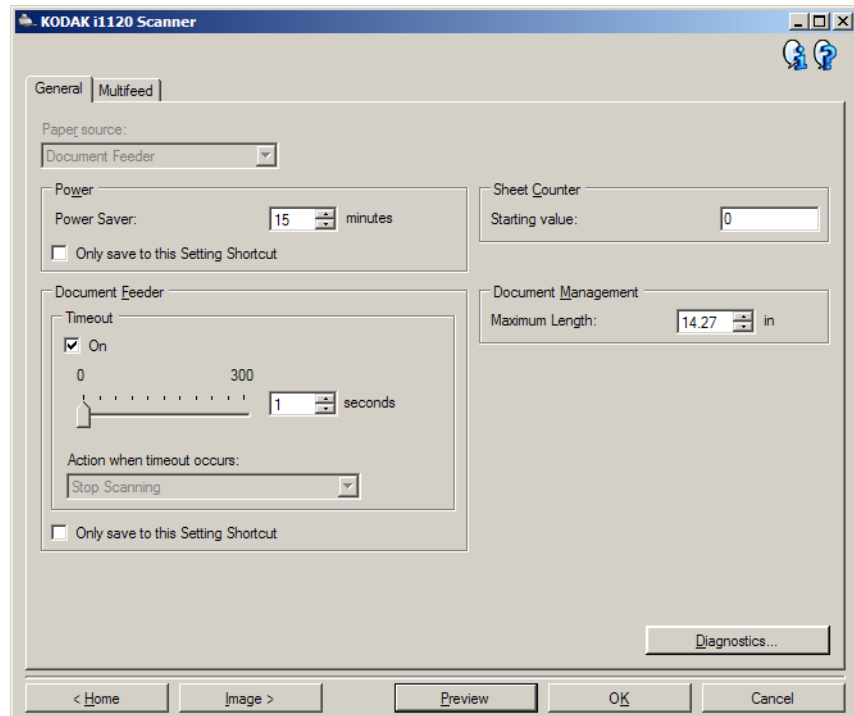 KODAK i1120 Scanner
General
Multifeed
Paper source:
Document Feeder
Power
Power Saver:
15
minutes
Only save to this Setting Shortcut
Sheet Counter
Starting value:
0
Document Feeder
Timeout
On
0
300
1
seconds
Action when timeout occurs:
Stop Scanning
Only save to this Setting Shortcut
Document Management
Maximum Length:
14.27
in
Diagnostics...
< Home
Image >
Preview
OK
Cancel